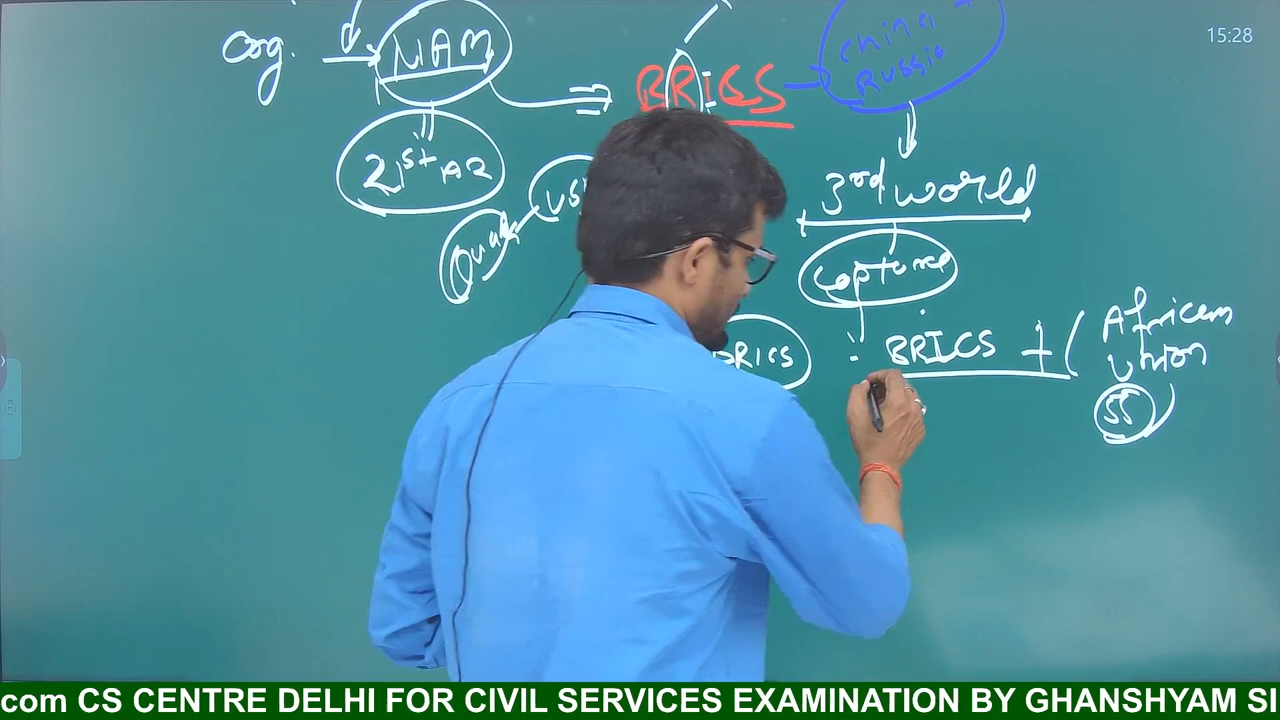 15:28
org. NAM
BRICS
China +
Russia
21st
3rd world
Quad
Capture
BRICS
BRICS + (African
Union
55
com CS CENTRE DELHI FOR CIVIL SERVICES EXAMINATION BY GHANSHYAM SI